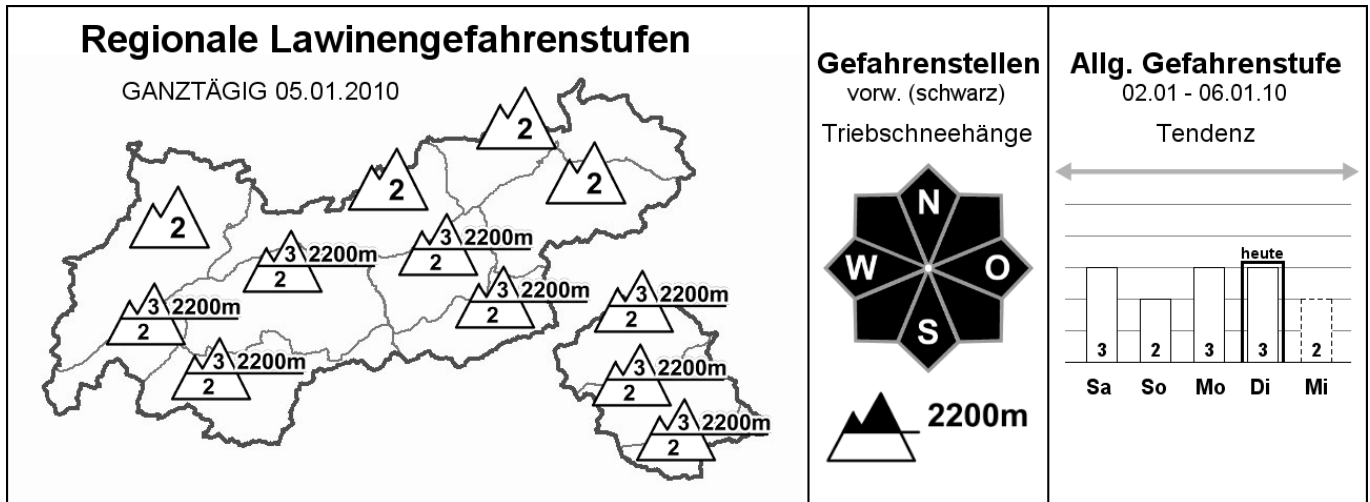 Regionale Lawinengefahrenstufen
GANZTÄGIG 05.01.2010
2
2
2
2
3 2200m
2
3 2200m
2
3 2200m
2
3 2200m
2
3 2200m
2
3 2200m
2
3 2200m
2
3 2200m
2
Gefahrenstellen
vorw. (schwarz)
Triebschneehänge
N
W O
S
2200m
Allg. Gefahrenstufe
02.01 - 06.01.10
Tendenz
heute
3 2 3 3 2
Sa So Mo Di Mi